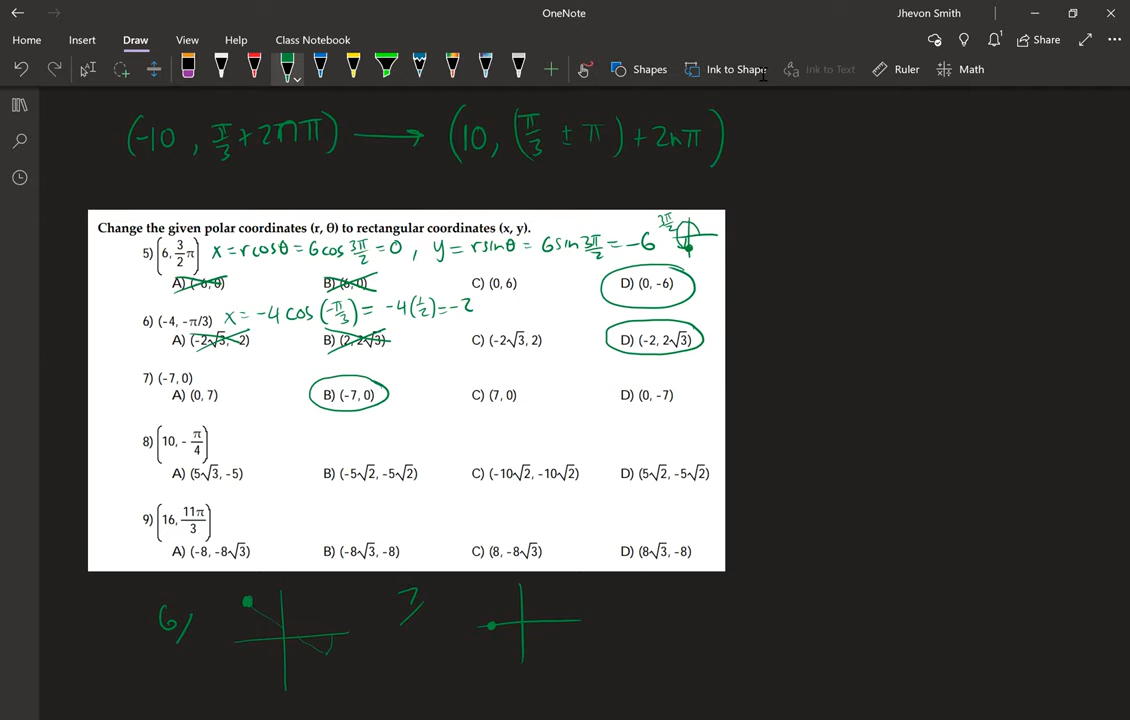 OneNote
Jhevon Smith
Home Insert Draw View Help Class Notebook
Share
Shapes Ink to Shape Ink to Text Ruler Math
(-10, π/3 + 2nπ) → (10, (π/3 ± π) + 2nπ)
Change the given polar coordinates (r, θ) to rectangular coordinates (x, y).
3π/2
5) (6, 3/2 π) x = rcosθ = 6cos 3π/2 = 0, y = rsinθ = 6sin 3π/2 = -6
A) (-6, 0) B) (6, 0) C) (0, 6) D) (0, -6)
6) (-4, -π/3) x = -4 cos(-π/3) = -4(1/2) = -2
A) (-2√3, -2) B) (2, 2√3) C) (-2√3, 2) D) (-2, 2√3)
7) (-7, 0)
A) (0, 7) B) (-7, 0) C) (7, 0) D) (0, -7)
8) (10, - π/4)
A) (5√3, -5) B) (-5√2, -5√2) C) (-10√2, -10√2) D) (5√2, -5√2)
9) (16, 11π/3)
A) (-8, -8√3) B) (-8√3, -8) C) (8, -8√3) D) (8√3, -8)
6) 7)